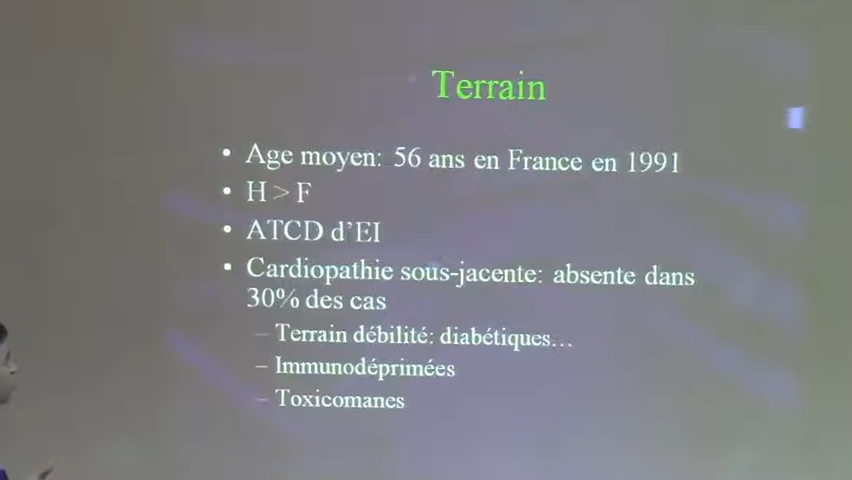 Terrain
• Age moyen: 56 ans en France en 1991
• H > F
• ATCD d'EI
• Cardiopathie sous-jacente: absente dans
30% des cas
– Terrain débilité: diabétiques…
– Immunodéprimées
– Toxicomanes